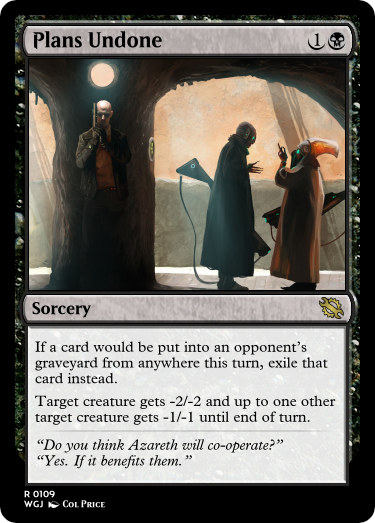 Plans Undone 1
Sorcery
If a card would be put into an opponent's
graveyard from anywhere this turn, exile that
card instead.
Target creature gets -2/-2 and up to one other
target creature gets -1/-1 until end of turn.
“Do you think Azareth will co-operate?”
“Yes. If it benefits them.”
R 0109
WGJ Col Price